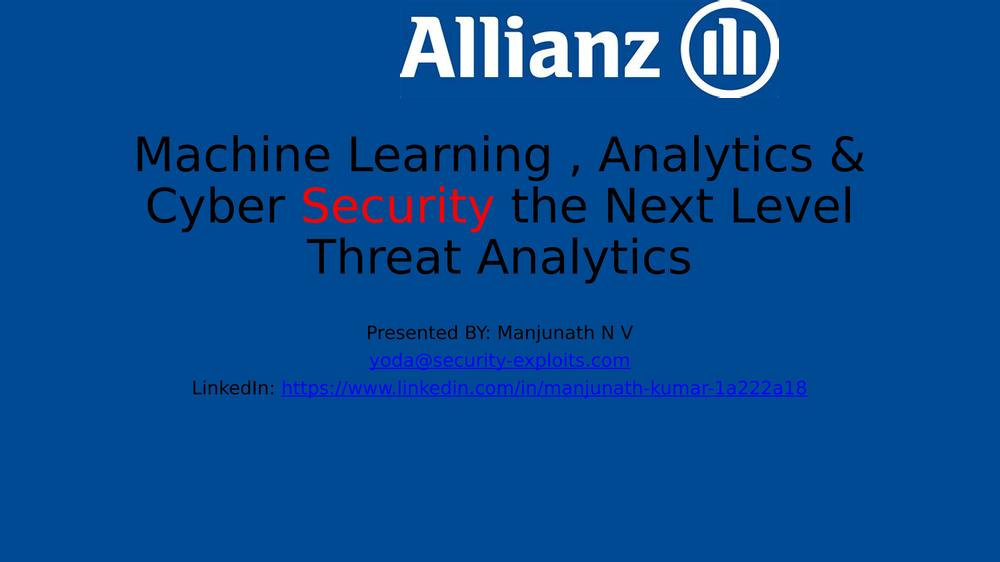 Allianz
Machine Learning , Analytics &
Cyber Security the Next Level
Threat Analytics
Presented BY: Manjunath N V
yoda@security-exploits.com
LinkedIn: https://www.linkedin.com/in/manjunath-kumar-1a222a18